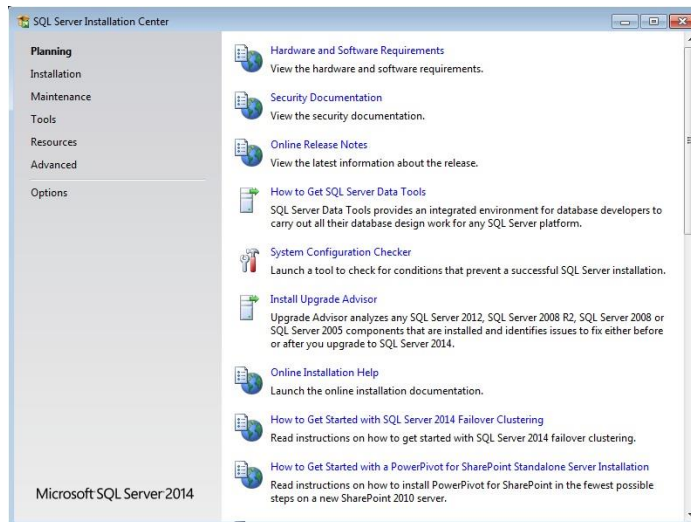 SQL Server Installation Center
Planning
Installation
Maintenance
Tools
Resources
Advanced
Options
Microsoft SQL Server 2014
Hardware and Software Requirements
View the hardware and software requirements.
Security Documentation
View the security documentation.
Online Release Notes
View the latest information about the release.
How to Get SQL Server Data Tools
SQL Server Data Tools provides an integrated environment for database developers to
carry out all their database design work for any SQL Server platform.
System Configuration Checker
Launch a tool to check for conditions that prevent a successful SQL Server installation.
Install Upgrade Advisor
Upgrade Advisor analyzes any SQL Server 2012, SQL Server 2008 R2, SQL Server 2008 or
SQL Server 2005 components that are installed and identifies issues to fix either before
or after you upgrade to SQL Server 2014.
Online Installation Help
Launch the online installation documentation.
How to Get Started with SQL Server 2014 Failover Clustering
Read instructions on how to get started with SQL Server 2014 failover clustering.
How to Get Started with a PowerPivot for SharePoint Standalone Server Installation
Read instructions on how to install PowerPivot for SharePoint in the fewest possible
steps on a new SharePoint 2010 server.